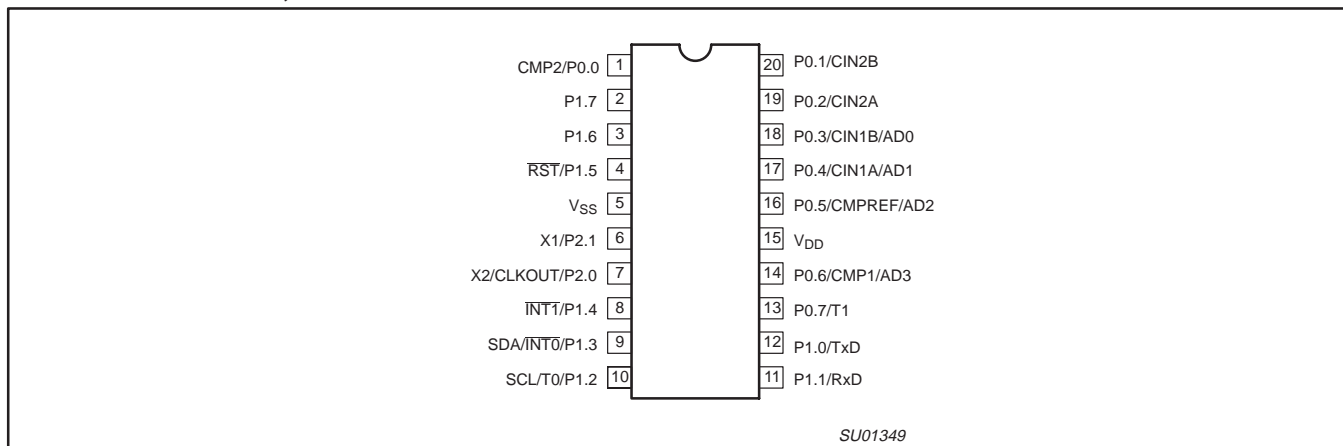 CMP2/P0.0 1 20 P0.1/CIN2B
P1.7 2 19 P0.2/CIN2A
P1.6 3 18 P0.3/CIN1B/AD0
R̅S̅T̅/P1.5 4 17 P0.4/CIN1A/AD1
VSS 5 16 P0.5/CMPREF/AD2
X1/P2.1 6 15 VDD
X2/CLKOUT/P2.0 7 14 P0.6/CMP1/AD3
I̅N̅T̅1̅/P1.4 8 13 P0.7/T1
SDA/I̅N̅T̅0̅/P1.3 9 12 P1.0/TxD
SCL/T0/P1.2 10 11 P1.1/RxD
SU01349